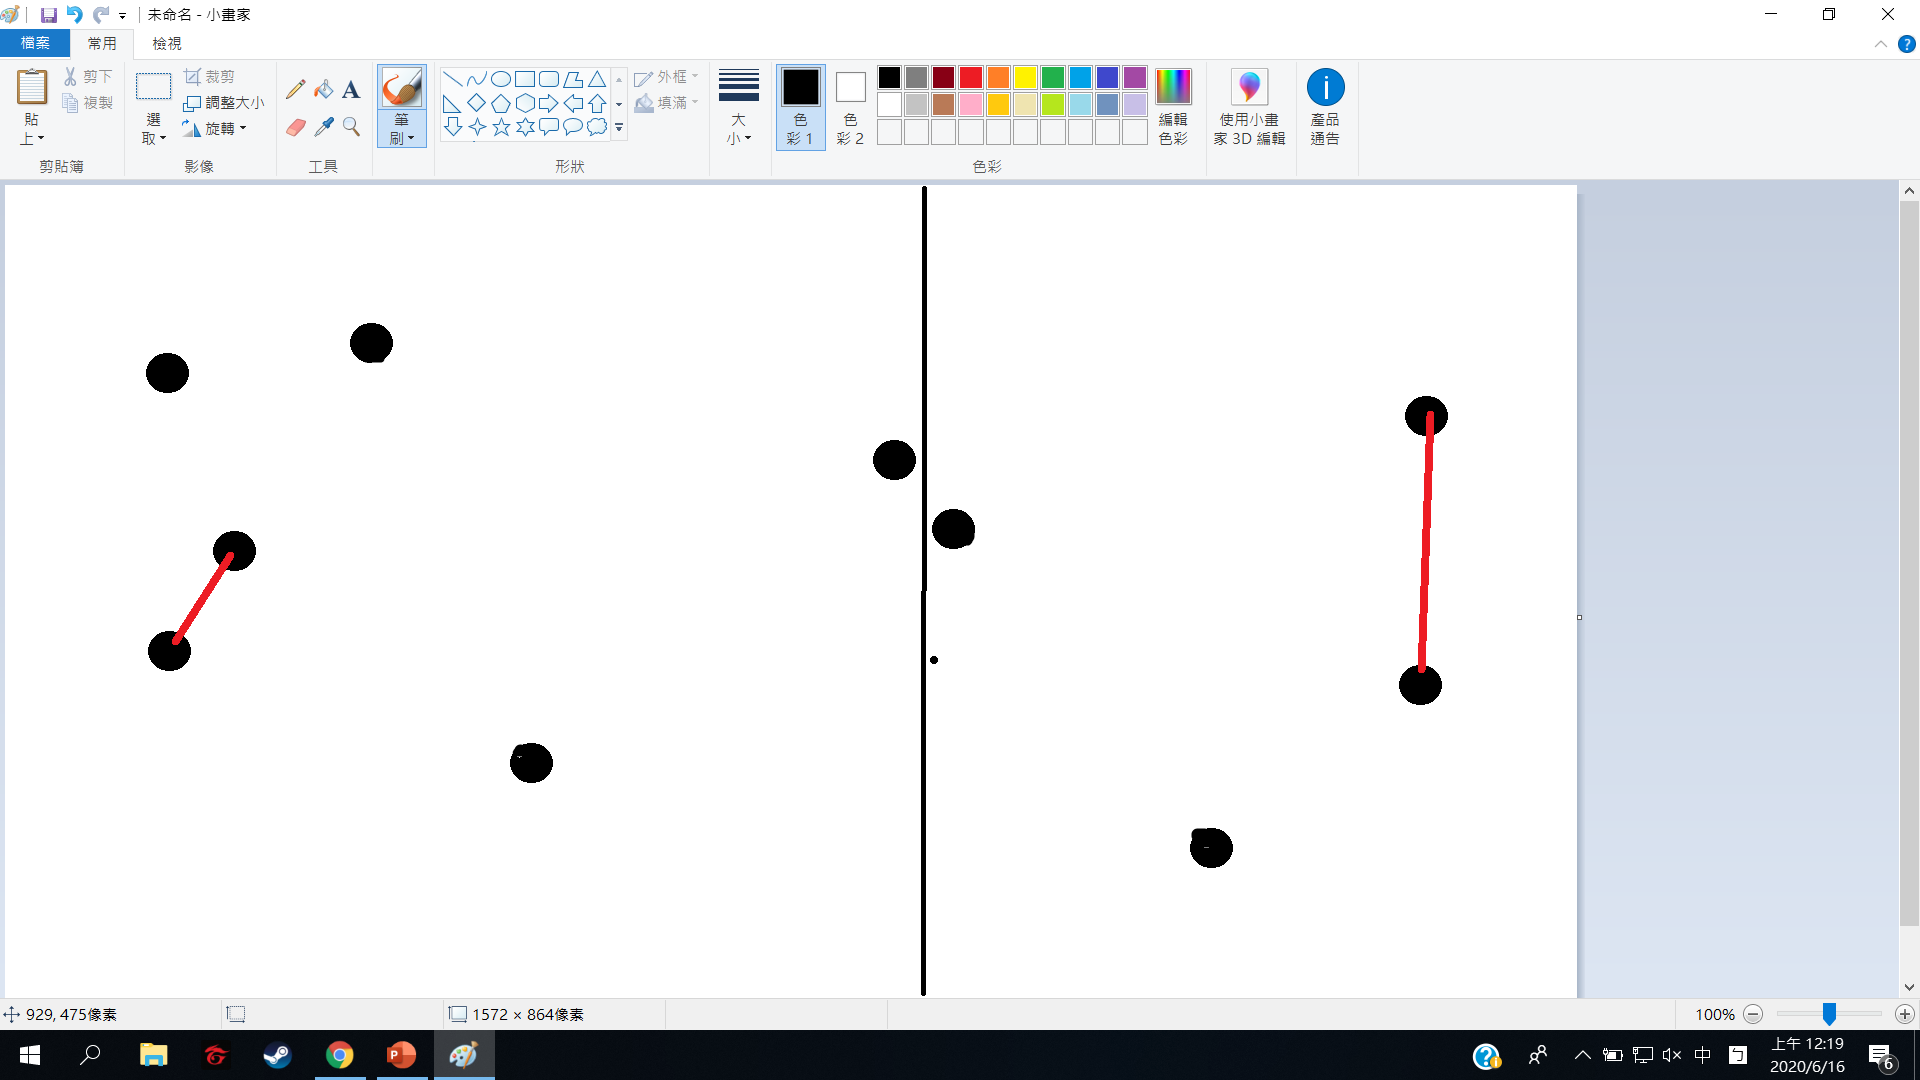 未命名 - 小畫家
檔案 常用 檢視
貼上 剪下 複製 剪貼簿
選取 裁剪 調整大小 旋轉 影像
A 工具
筆刷
形狀 外框 填滿
大小
色彩 1 色彩 2 編輯色彩 色彩
使用小畫家 3D 編輯
產品通告
929, 475像素 1572 × 864像素 100%
中 ㄅ 上午 12:19
2020/6/16 6